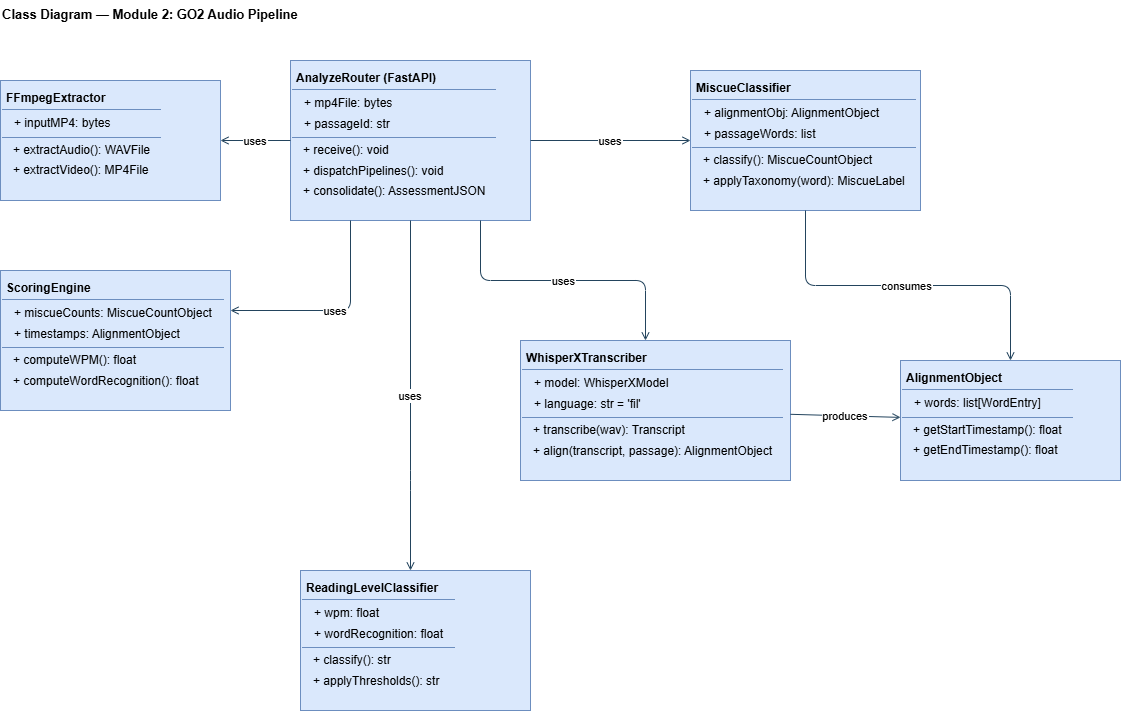 Class Diagram — Module 2: GO2 Audio Pipeline
FFmpegExtractor
+ inputMP4: bytes
+ extractAudio(): WAVFile
+ extractVideo(): MP4File
uses
AnalyzeRouter (FastAPI)
+ mp4File: bytes
+ passageId: str
+ receive(): void
+ dispatchPipelines(): void
+ consolidate(): AssessmentJSON
uses
MiscueClassifier
+ alignmentObj: AlignmentObject
+ passageWords: list
+ classify(): MiscueCountObject
+ applyTaxonomy(word): MiscueLabel
ScoringEngine
+ miscueCounts: MiscueCountObject
+ timestamps: AlignmentObject
+ computeWPM(): float
+ computeWordRecognition(): float
uses
uses
uses
consumes
WhisperXTranscriber
+ model: WhisperXModel
+ language: str = 'fil'
+ transcribe(wav): Transcript
+ align(transcript, passage): AlignmentObject
produces
AlignmentObject
+ words: list[WordEntry]
+ getStartTimestamp(): float
+ getEndTimestamp(): float
ReadingLevelClassifier
+ wpm: float
+ wordRecognition: float
+ classify(): str
+ applyThresholds(): str